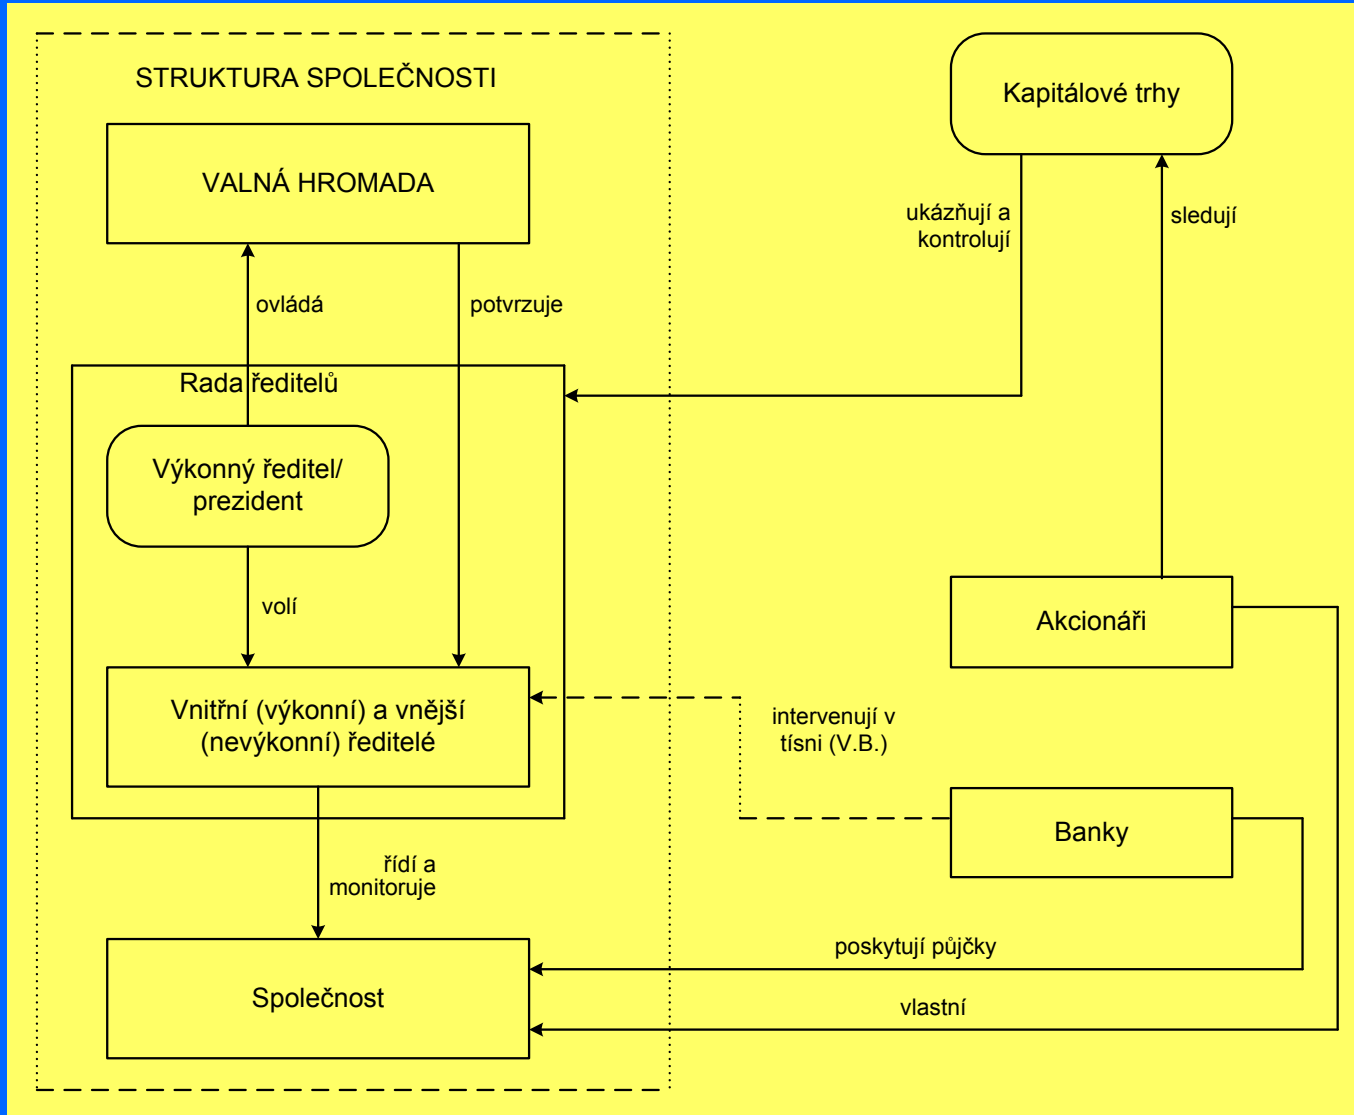 STRUKTURA SPOLEČNOSTI
Kapitálové trhy
VALNÁ HROMADA
ukázňují a
kontrolují
sledují
ovládá
potvrzuje
Rada ředitelů
Výkonný ředitel/
prezident
volí
Akcionáři
Vnitřní (výkonní) a vnější
(nevýkonní) ředitelé
intervenují v
tísni (V.B.)
Banky
řídí a
monitoruje
poskytují půjčky
Společnost
vlastní